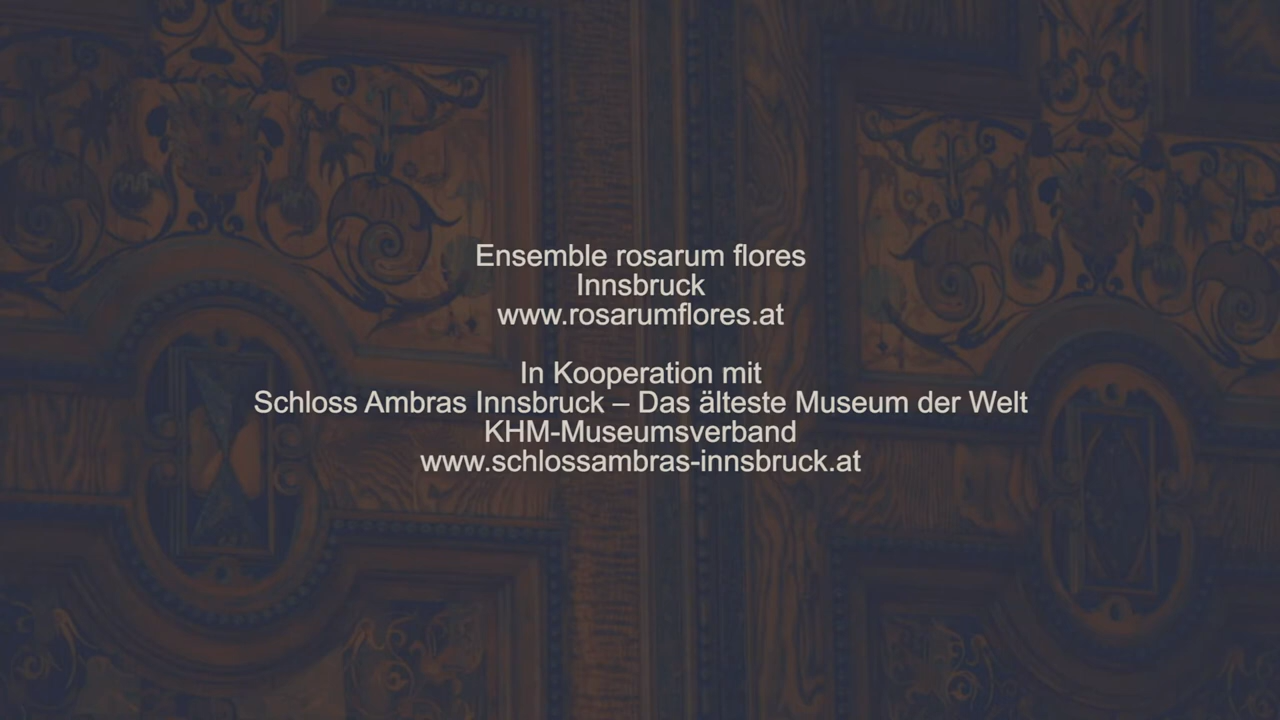 Ensemble rosarum flores
Innsbruck
www.rosarumflores.at
In Kooperation mit
Schloss Ambras Innsbruck – Das älteste Museum der Welt
KHM-Museumsverband
www.schlossambras-innsbruck.at